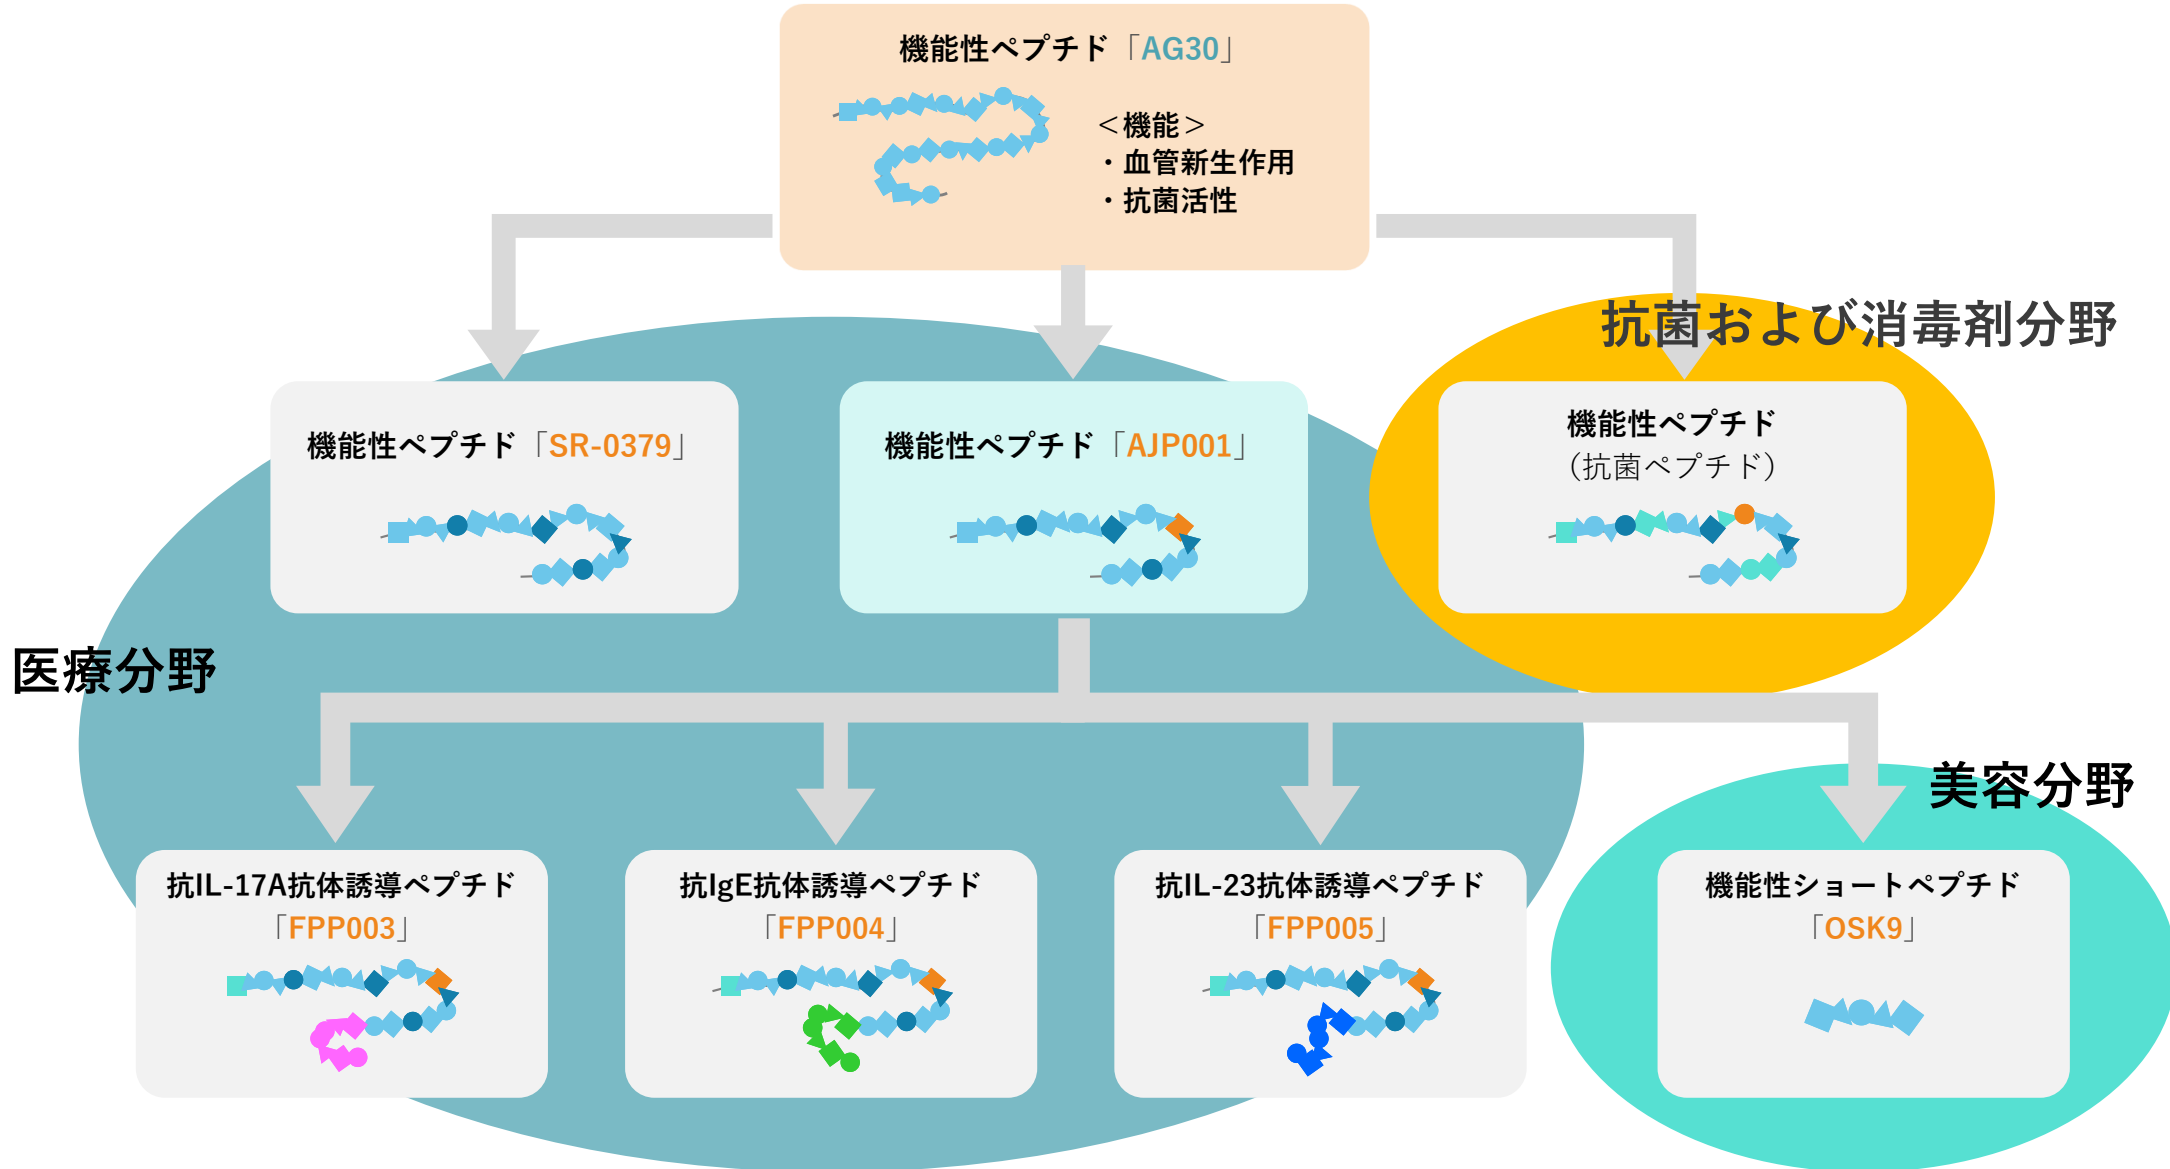 機能性ペプチド「AG30」
＜機能＞
・血管新生作用
・抗菌活性
抗菌および消毒剤分野
機能性ペプチド「SR-0379」
機能性ペプチド「AJP001」
機能性ペプチド
（抗菌ペプチド）
医療分野
美容分野
抗IL-17A抗体誘導ペプチド
「FPP003」
抗IgE抗体誘導ペプチド
「FPP004」
抗IL-23抗体誘導ペプチド
「FPP005」
機能性ショートペプチド
「OSK9」